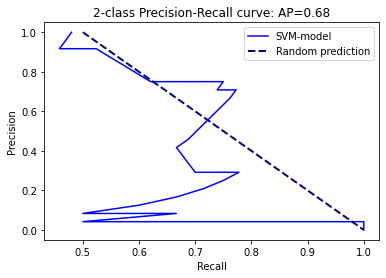 2-class Precision-Recall curve: AP=0.68
SVM-model
Random prediction
Precision
1.0
0.8
0.6
0.4
0.2
0.0
0.5
0.6
0.7
0.8
0.9
1.0
Recall